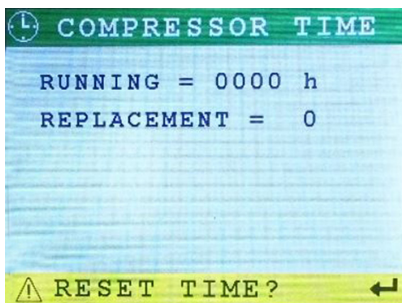 COMPRESSOR TIME
RUNNING = 0000 h
REPLACEMENT = 0
RESET TIME?